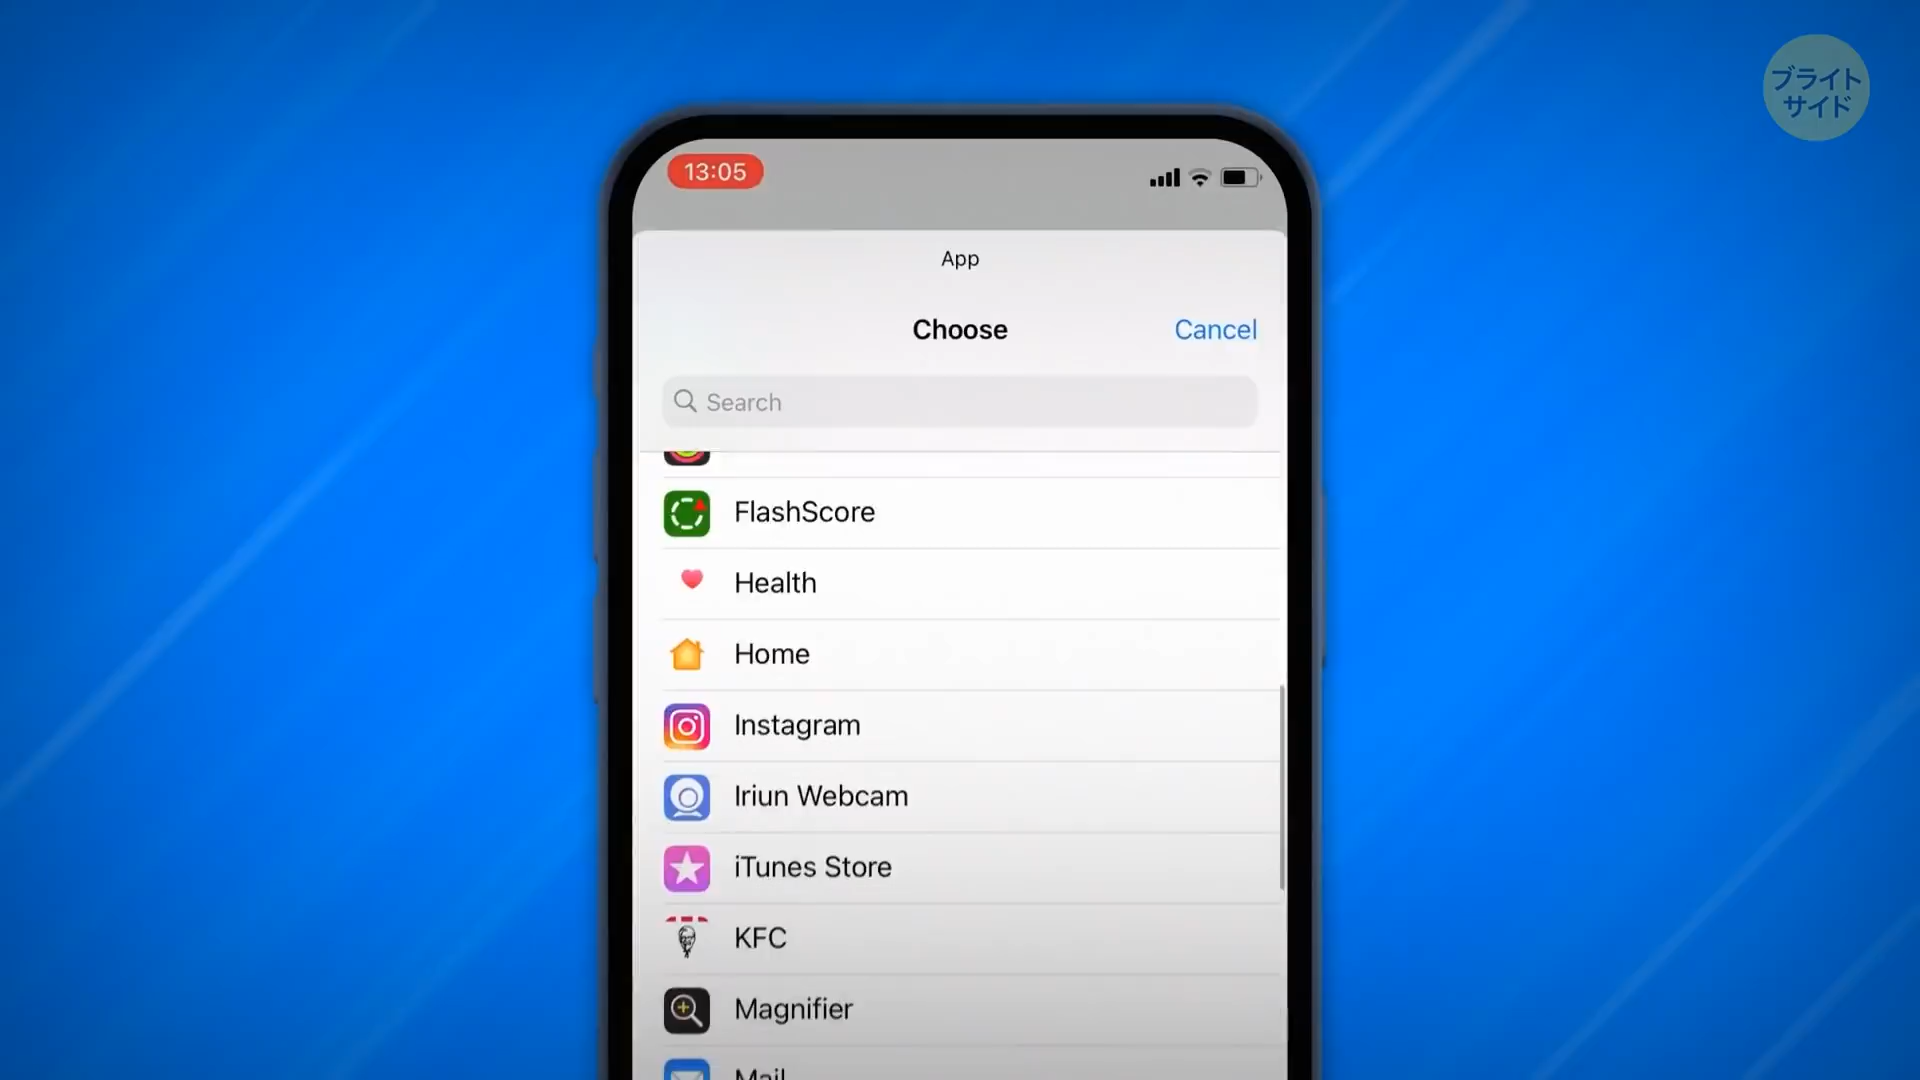 ブライト
サイド
13:05
App
Choose
Cancel
Search
FlashScore
Health
Home
Instagram
Iriun Webcam
iTunes Store
KFC
Magnifier
Mail